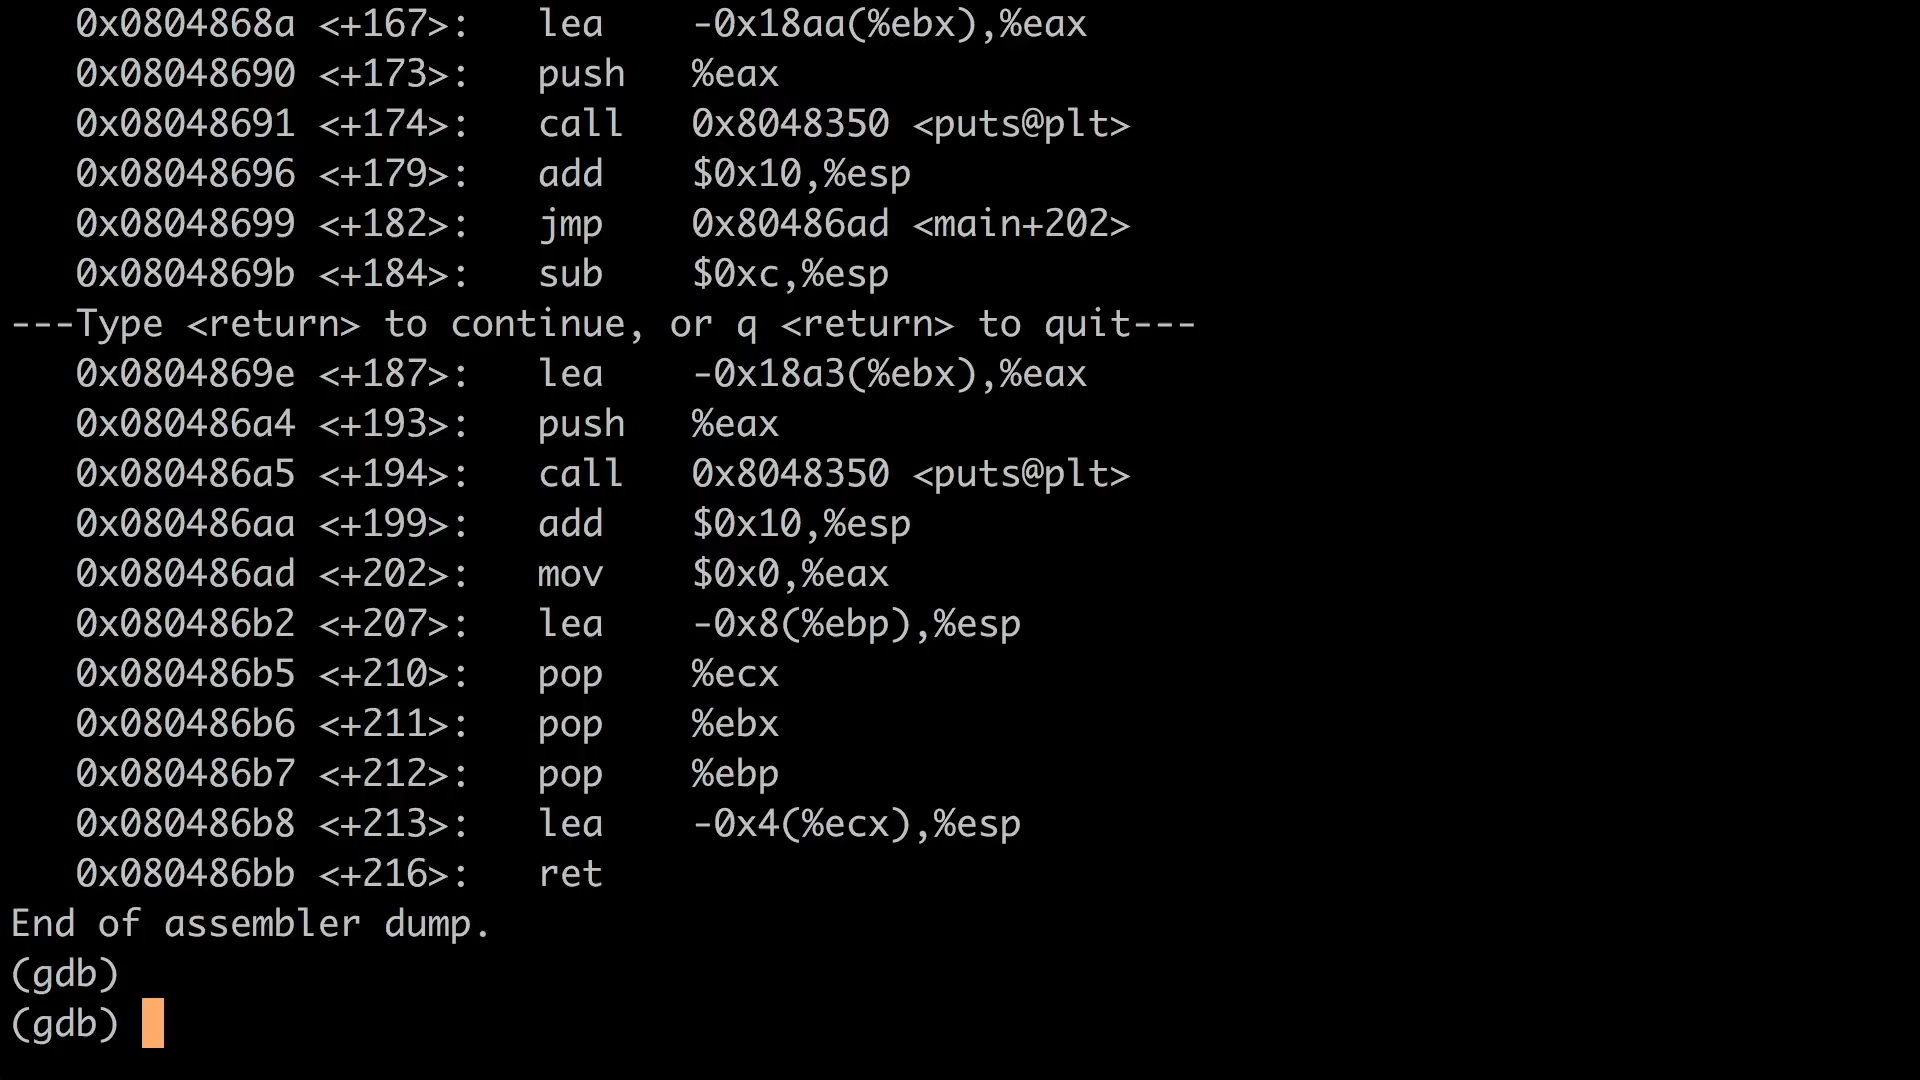 0x0804868a <+167>: lea -0x18aa(%ebx),%eax
0x08048690 <+173>: push %eax
0x08048691 <+174>: call 0x8048350 <puts@plt>
0x08048696 <+179>: add $0x10,%esp
0x08048699 <+182>: jmp 0x80486ad <main+202>
0x0804869b <+184>: sub $0xc,%esp
---Type <return> to continue, or q <return> to quit---
0x0804869e <+187>: lea -0x18a3(%ebx),%eax
0x080486a4 <+193>: push %eax
0x080486a5 <+194>: call 0x8048350 <puts@plt>
0x080486aa <+199>: add $0x10,%esp
0x080486ad <+202>: mov $0x0,%eax
0x080486b2 <+207>: lea -0x8(%ebp),%esp
0x080486b5 <+210>: pop %ecx
0x080486b6 <+211>: pop %ebx
0x080486b7 <+212>: pop %ebp
0x080486b8 <+213>: lea -0x4(%ecx),%esp
0x080486bb <+216>: ret
End of assembler dump.
(gdb)
(gdb)